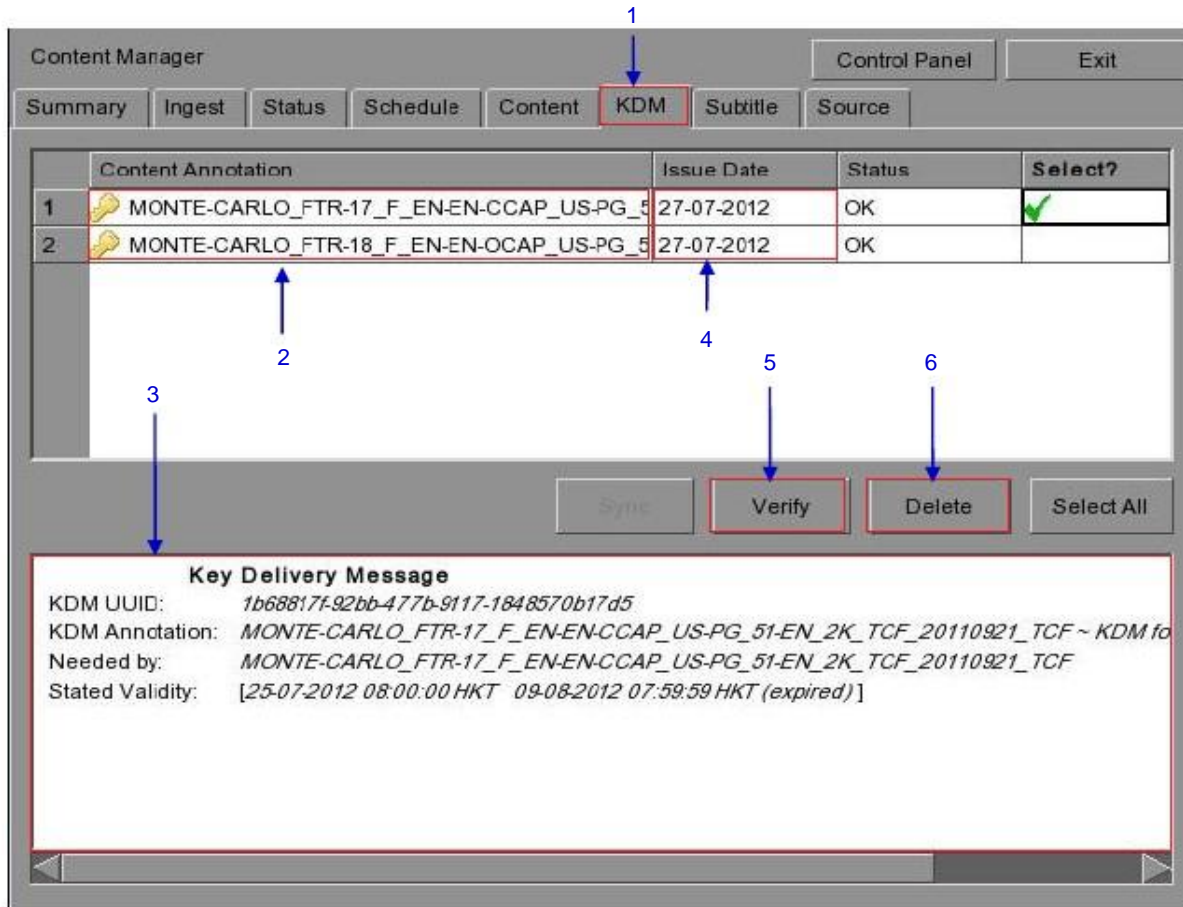 1
Content Manager Control Panel Exit
Summary Ingest Status Schedule Content KDM Subtitle Source
Content Annotation Issue Date Status Select?
1 MONTE-CARLO_FTR-17_F_EN-EN-CCAP_US-PG_5 27-07-2012 OK
2 MONTE-CARLO_FTR-18_F_EN-EN-OCAP_US-PG_5 27-07-2012 OK
2
4
5
6
3
Sync Verify Delete Select All
Key Delivery Message
KDM UUID: 1b68817f-92bb-477b-9117-1848570b17d5
KDM Annotation: MONTE-CARLO_FTR-17_F_EN-EN-CCAP_US-PG_51-EN_2K_TCF_20110921_TCF ~ KDM fo
Needed by: MONTE-CARLO_FTR-17_F_EN-EN-CCAP_US-PG_51-EN_2K_TCF_20110921_TCF
Stated Validity: [25-07-2012 08:00:00 HKT 09-08-2012 07:59:59 HKT (expired) ]